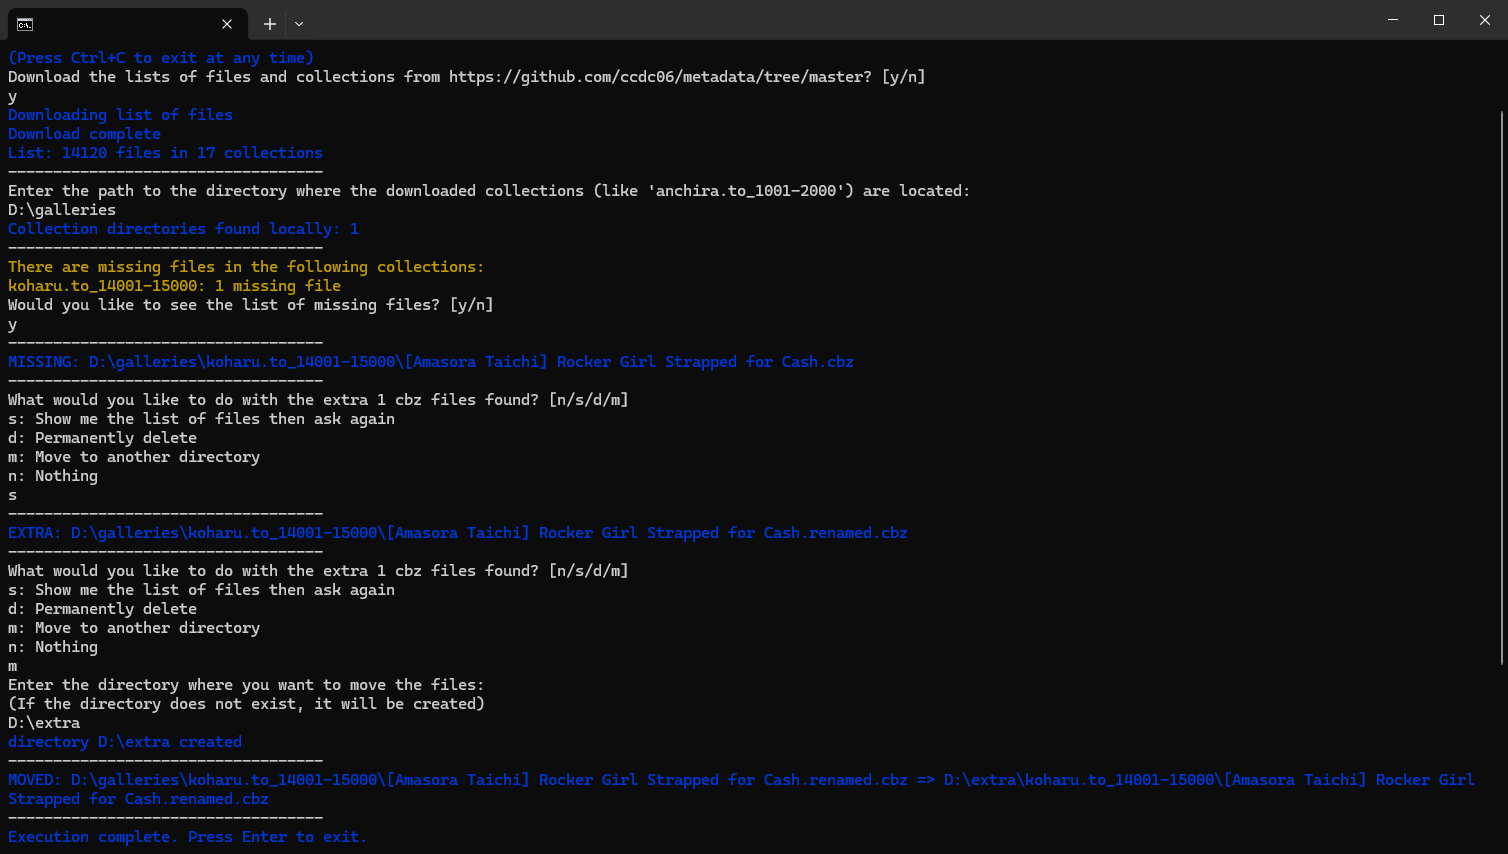 (Press Ctrl+C to exit at any time)
Download the lists of files and collections from https://github.com/ccdc06/metadata/tree/master? [y/n]
y
Downloading list of files
Download complete
List: 14120 files in 17 collections
-----------------------------------
Enter the path to the directory where the downloaded collections (like 'anchira.to_1001-2000') are located:
D:\galleries
Collection directories found locally: 1
-----------------------------------
There are missing files in the following collections:
koharu.to_14001-15000: 1 missing file
Would you like to see the list of missing files? [y/n]
y
-----------------------------------
MISSING: D:\galleries\koharu.to_14001-15000\[Amasora Taichi] Rocker Girl Strapped for Cash.cbz
-----------------------------------
What would you like to do with the extra 1 cbz files found? [n/s/d/m]
s: Show me the list of files then ask again
d: Permanently delete
m: Move to another directory
n: Nothing
s
-----------------------------------
EXTRA: D:\galleries\koharu.to_14001-15000\[Amasora Taichi] Rocker Girl Strapped for Cash.renamed.cbz
-----------------------------------
What would you like to do with the extra 1 cbz files found? [n/s/d/m]
s: Show me the list of files then ask again
d: Permanently delete
m: Move to another directory
n: Nothing
m
Enter the directory where you want to move the files:
(If the directory does not exist, it will be created)
D:\extra
directory D:\extra created
-----------------------------------
MOVED: D:\galleries\koharu.to_14001-15000\[Amasora Taichi] Rocker Girl Strapped for Cash.renamed.cbz => D:\extra\koharu.to_14001-15000\[Amasora Taichi] Rocker Girl
Strapped for Cash.renamed.cbz
-----------------------------------
Execution complete. Press Enter to exit.